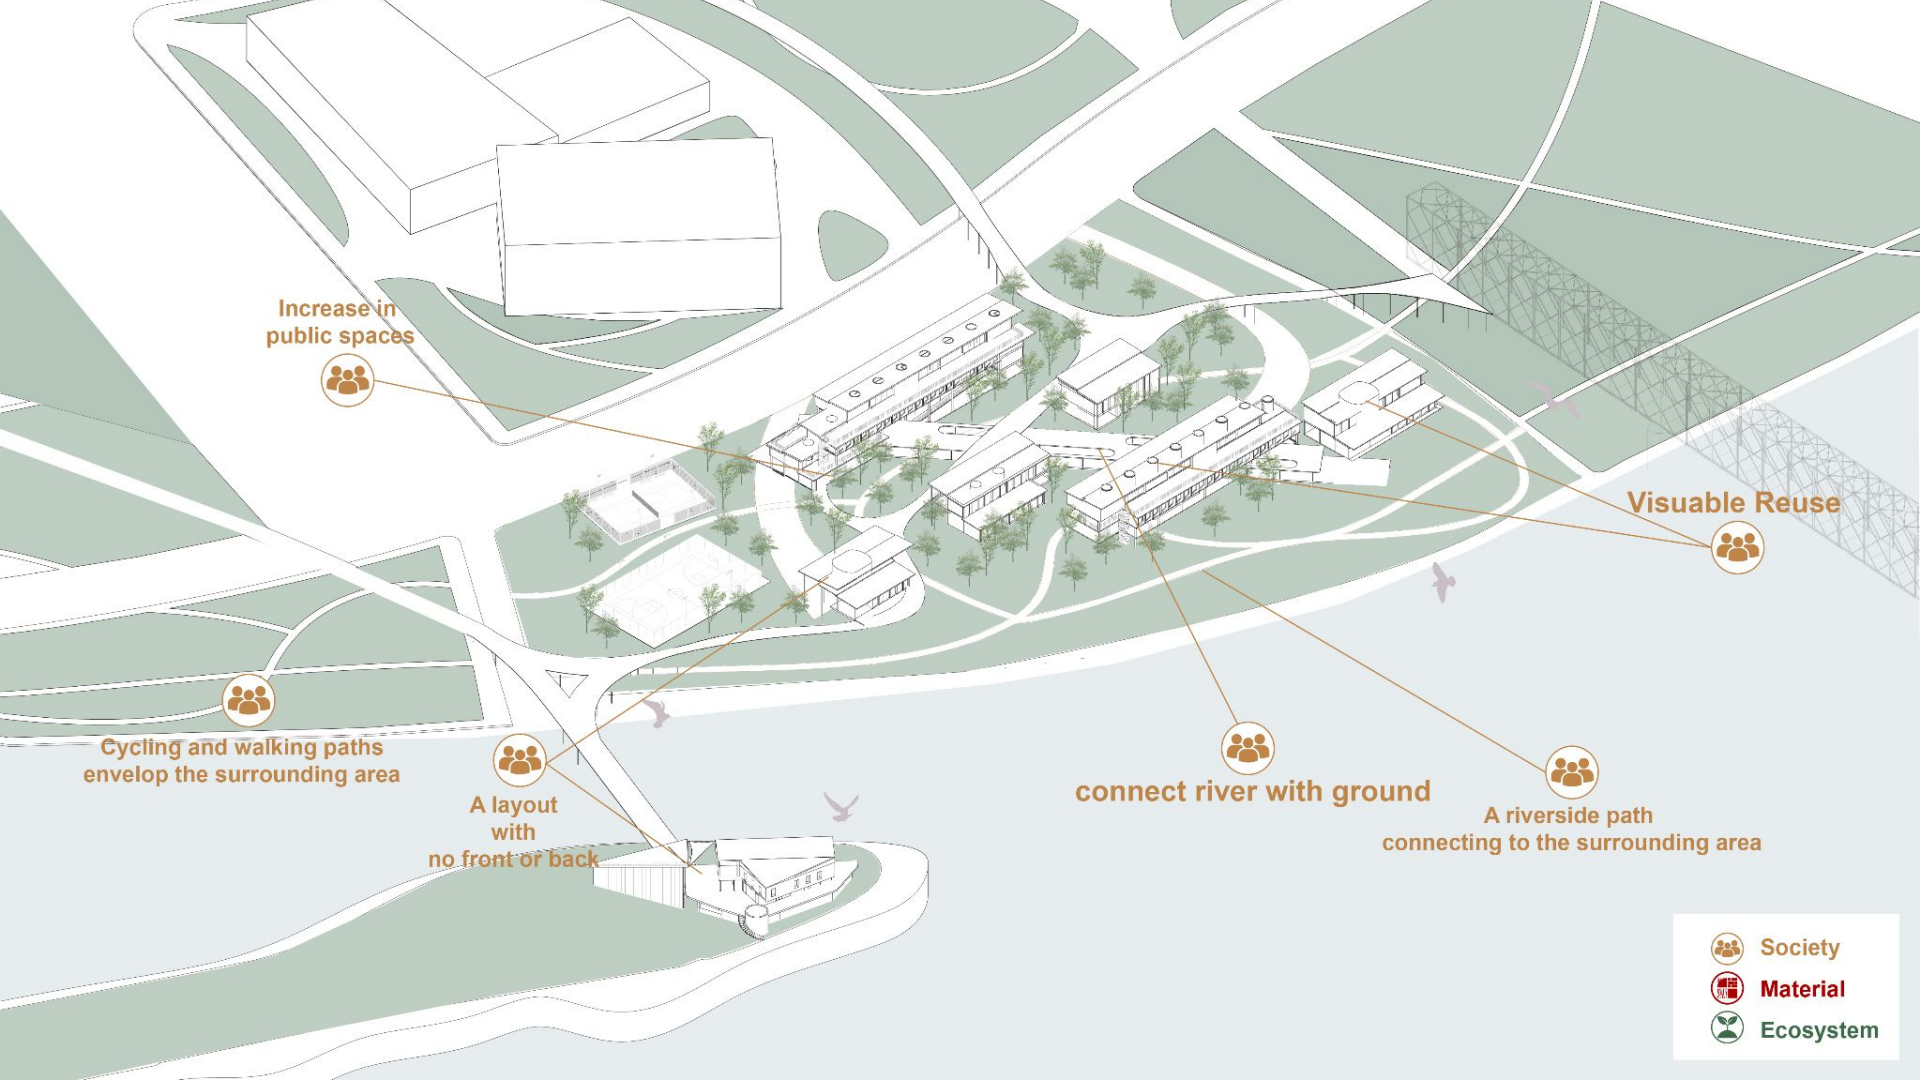 Increase in
public spaces
Visuable Reuse
Cycling and walking paths
envelop the surrounding area
A layout
with
no front or back
connect river with ground
A riverside path
connecting to the surrounding area
Society
Material
Ecosystem